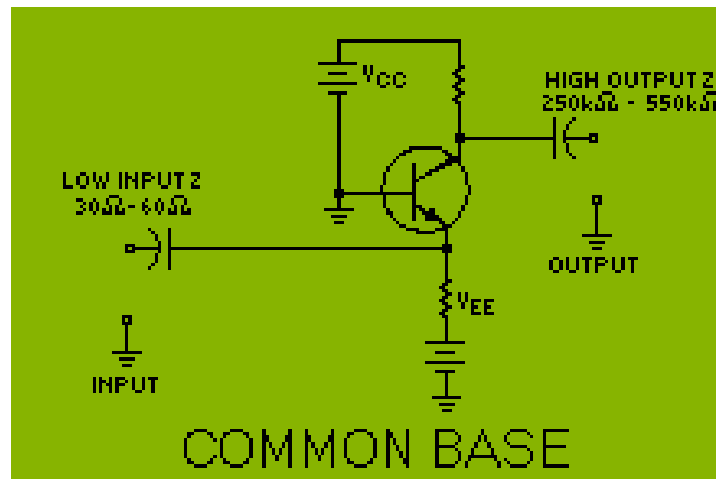 VCC
HIGH OUTPUT Z
250kΩ - 550kΩ
LOW INPUT Z
30Ω-60Ω
OUTPUT
VEE
INPUT
COMMON BASE